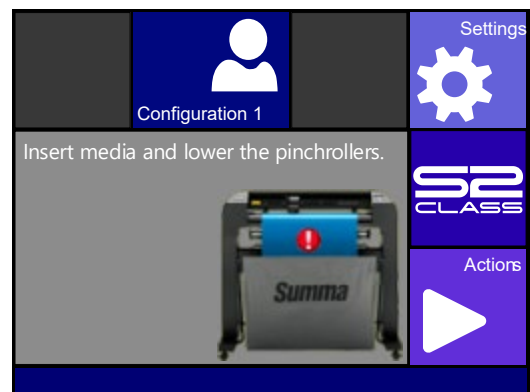 Settings
Configuration 1
Insert media and lower the pinchrollers.
S2
CLASS
Summa
Actions